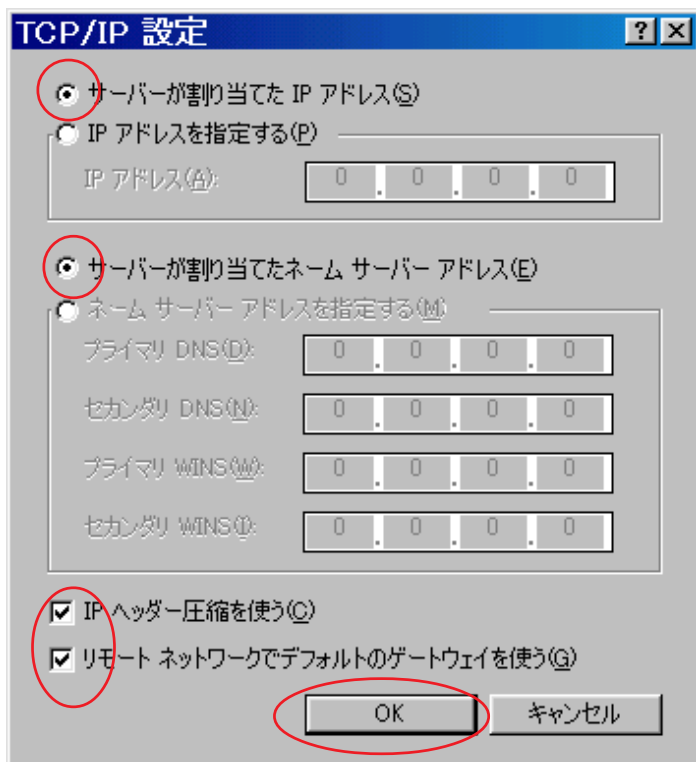 TCP/IP 設定
サーバーが割り当てた IP アドレス(S)
IP アドレスを指定する(P)
IP アドレス(A): 0 . 0 . 0 . 0
サーバーが割り当てたネーム サーバー アドレス(E)
ネーム サーバー アドレスを指定する(M)
プライマリ DNS(D): 0 . 0 . 0 . 0
セカンダリ DNS(N): 0 . 0 . 0 . 0
プライマリ WINS(W): 0 . 0 . 0 . 0
セカンダリ WINS(I): 0 . 0 . 0 . 0
IP ヘッダー圧縮を使う(C)
リモート ネットワークでデフォルトのゲートウェイを使う(G)
OK キャンセル